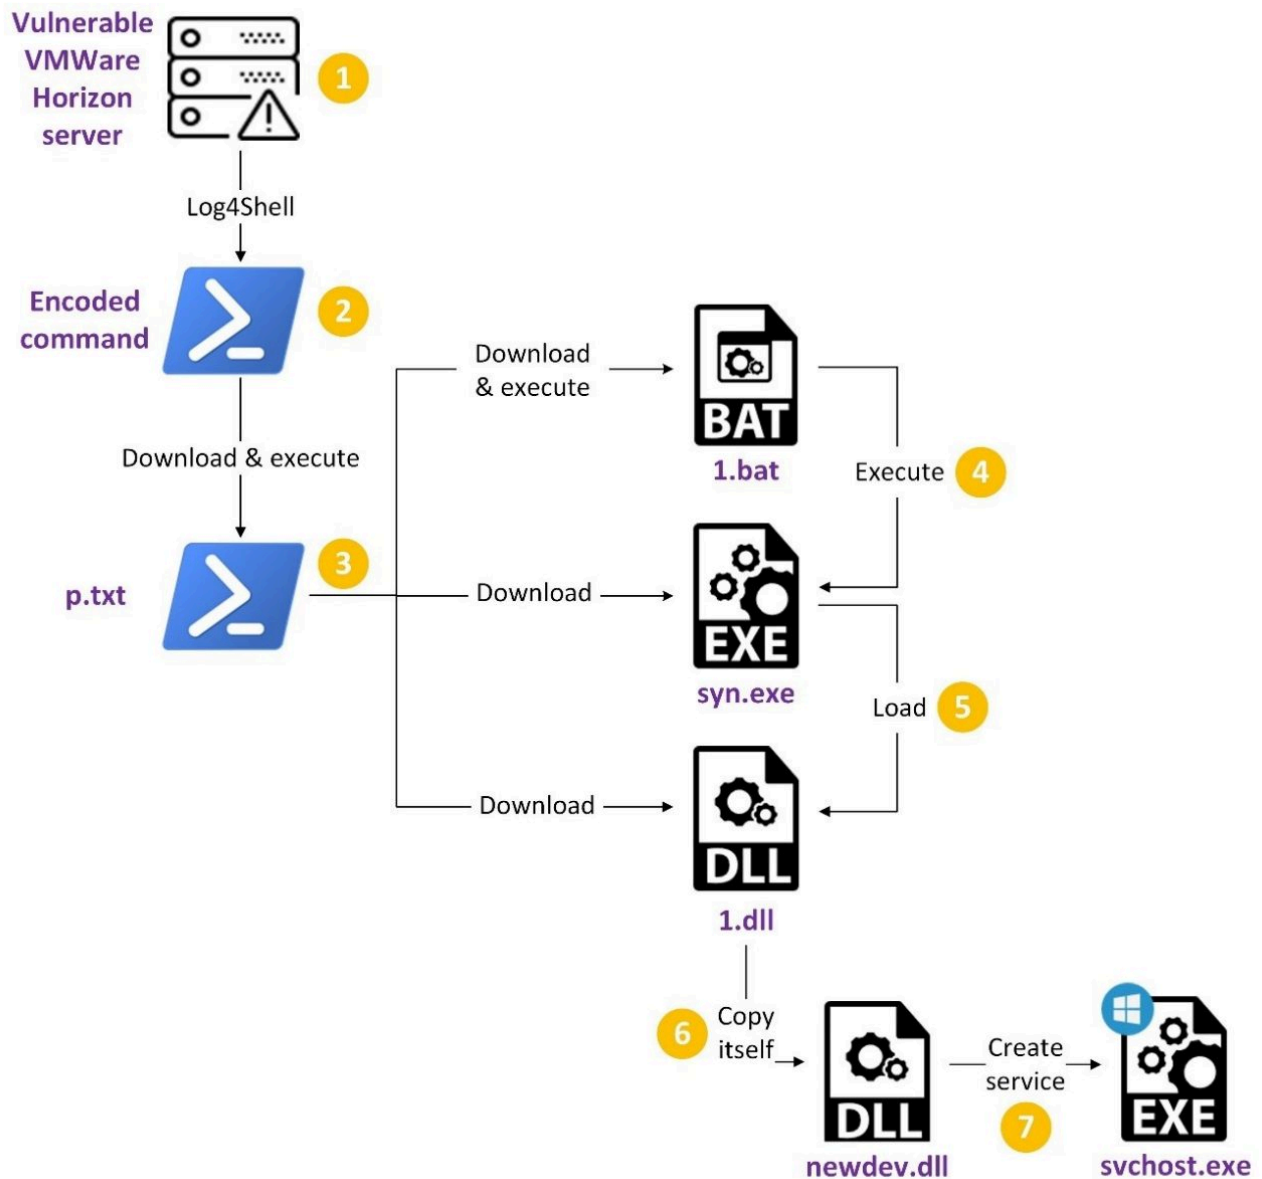 Vulnerable
VMWare
Horizon
server
1
Log4Shell
Encoded
command
2
Download & execute
p.txt
3
Download
& execute
BAT
1.bat
Execute
4
Download
EXE
syn.exe
Load
5
Download
DLL
1.dll
6
Copy
itself
DLL
newdev.dll
Create
service
7
EXE
svchost.exe